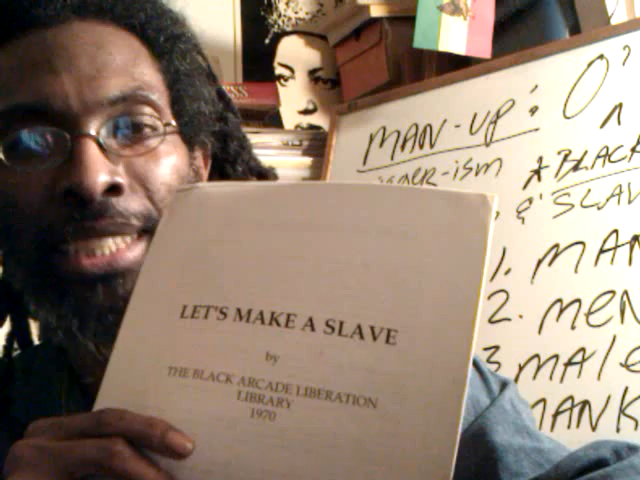 LET'S MAKE A SLAVE
by
THE BLACK ARCADE LIBERATION
LIBRARY
1970
MAN-UP:
BLACK
& SLAV
1. MAN
2. MEN
3 MALE
MANK